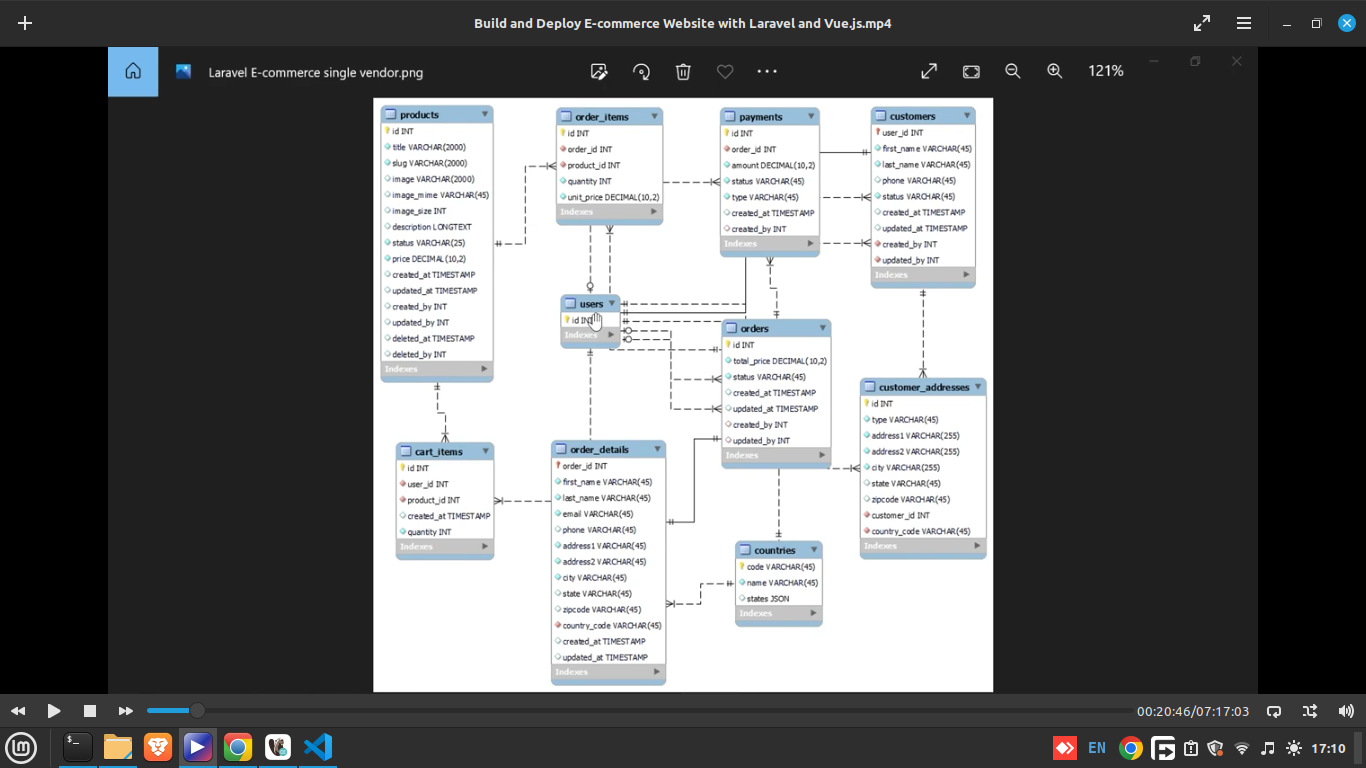 Build and Deploy E-commerce Website with Laravel and Vue.js.mp4
Laravel E-commerce single vendor.png
121%
products
id INT
title VARCHAR(2000)
slug VARCHAR(2000)
image VARCHAR(2000)
image_mime VARCHAR(45)
image_size INT
description LONGTEXT
status VARCHAR(25)
price DECIMAL(10,2)
created_at TIMESTAMP
updated_at TIMESTAMP
created_by INT
updated_by INT
deleted_at TIMESTAMP
deleted_by INT
Indexes
order_items
id INT
order_id INT
product_id INT
quantity INT
unit_price DECIMAL(10,2)
Indexes
payments
id INT
order_id INT
amount DECIMAL(10,2)
status VARCHAR(45)
type VARCHAR(45)
created_at TIMESTAMP
created_by INT
Indexes
customers
user_id INT
first_name VARCHAR(45)
last_name VARCHAR(45)
phone VARCHAR(45)
status VARCHAR(45)
created_at TIMESTAMP
updated_at TIMESTAMP
created_by INT
updated_by INT
Indexes
users
id INT
Indexes
orders
id INT
total_price DECIMAL(10,2)
status VARCHAR(45)
created_at TIMESTAMP
updated_at TIMESTAMP
created_by INT
updated_by INT
Indexes
customer_addresses
id INT
type VARCHAR(45)
address1 VARCHAR(255)
address2 VARCHAR(255)
city VARCHAR(255)
state VARCHAR(45)
zipcode VARCHAR(45)
customer_id INT
country_code VARCHAR(45)
Indexes
cart_items
id INT
user_id INT
product_id INT
created_at TIMESTAMP
quantity INT
Indexes
order_details
order_id INT
first_name VARCHAR(45)
last_name VARCHAR(45)
email VARCHAR(45)
phone VARCHAR(45)
address1 VARCHAR(45)
address2 VARCHAR(45)
city VARCHAR(45)
state VARCHAR(45)
zipcode VARCHAR(45)
country_code VARCHAR(45)
created_at TIMESTAMP
updated_at TIMESTAMP
Indexes
countries
code VARCHAR(45)
name VARCHAR(45)
states JSON
Indexes
00:20:46/07:17:03
EN
17:10